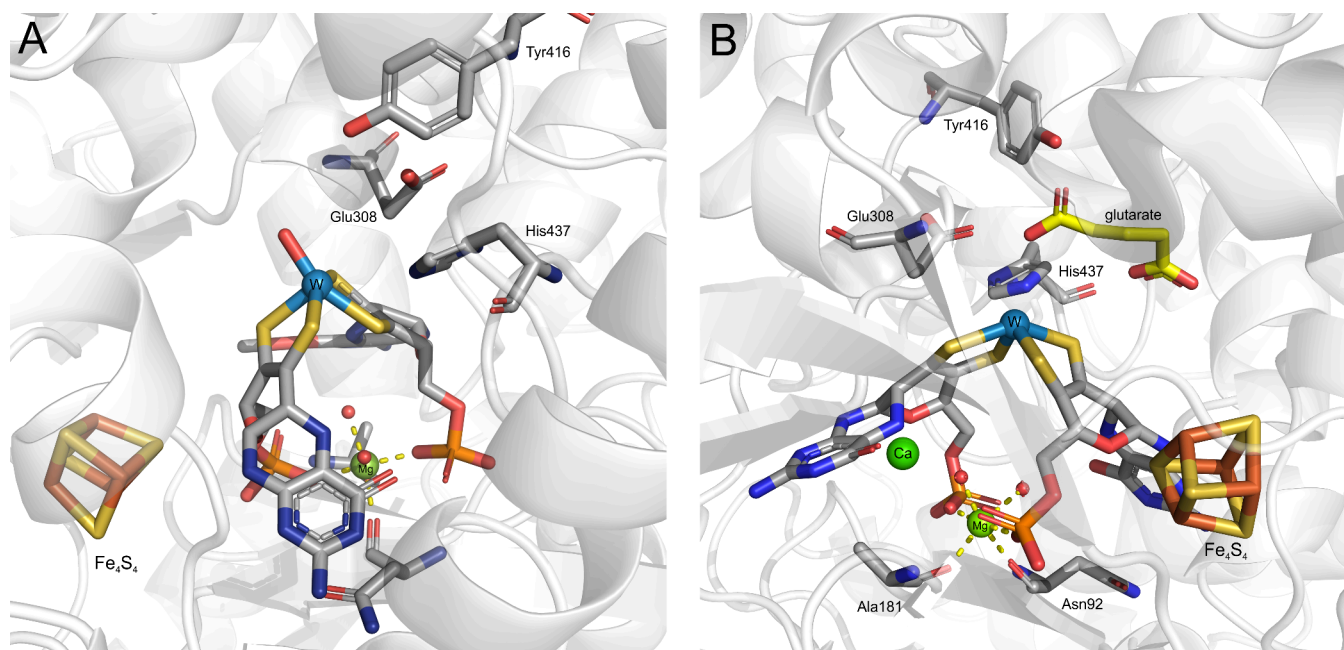 A
Tyr416
Glu308
His437
W
Mg
Fe₄S₄
B
Tyr416
Glu308
glutarate
His437
W
Ca
Mg
Fe₄S₄
Ala181
Asn92